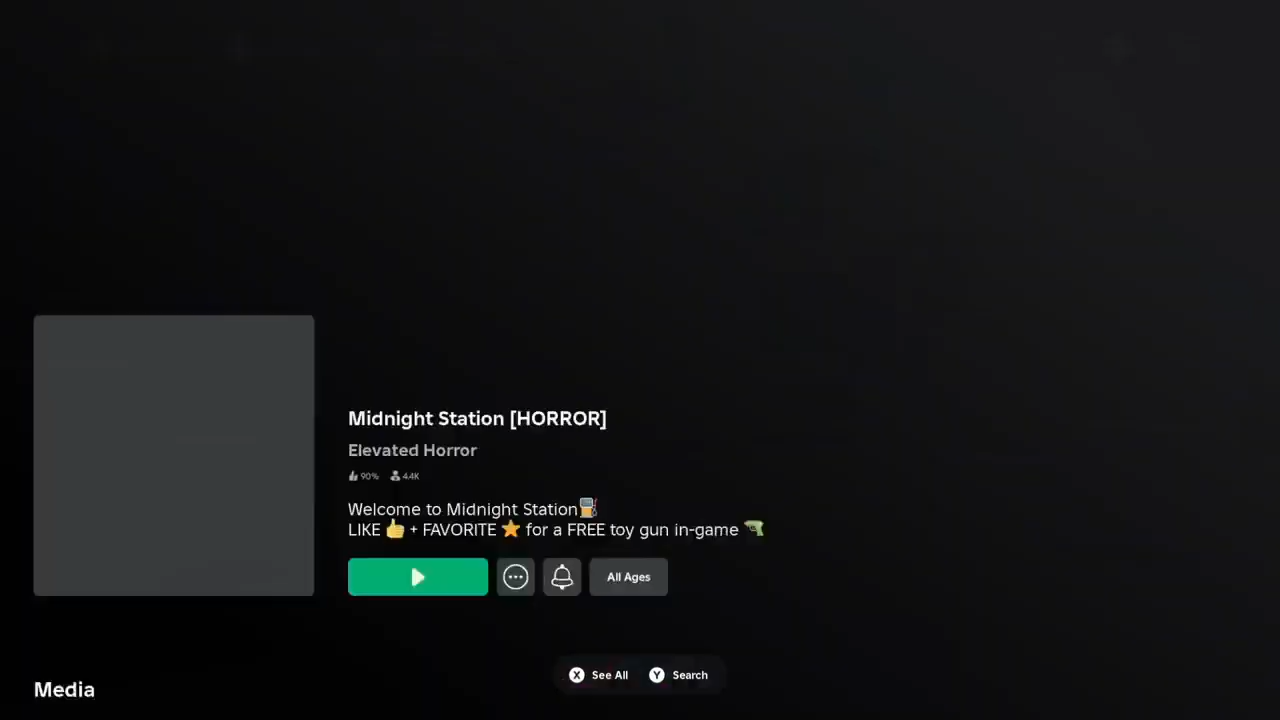 Midnight Station [HORROR]
Elevated Horror
90% 4.4K
Welcome to Midnight Station⛽
LIKE 👍 + FAVORITE ⭐ for a FREE toy gun in-game 🔫
All Ages
X See All Y Search
Media